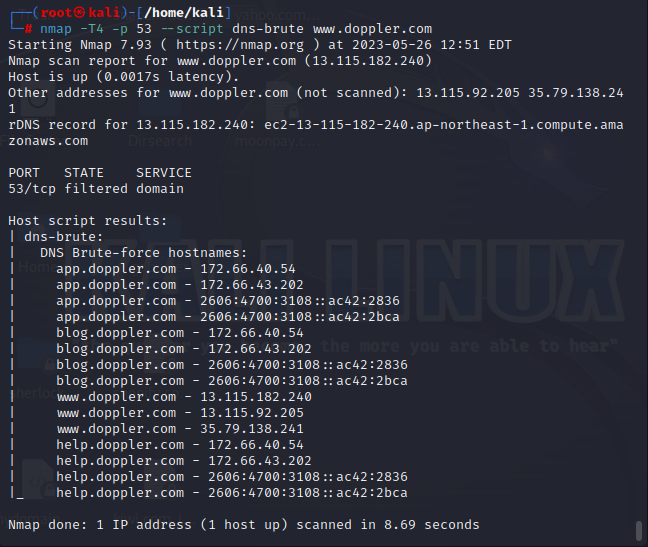 ┌──(root㉿kali)-[/home/kali]
└─# nmap -T4 -p 53 --script dns-brute www.doppler.com
Starting Nmap 7.93 ( https://nmap.org ) at 2023-05-26 12:51 EDT
Nmap scan report for www.doppler.com (13.115.182.240)
Host is up (0.0017s latency).
Other addresses for www.doppler.com (not scanned): 13.115.92.205 35.79.138.24
1
rDNS record for 13.115.182.240: ec2-13-115-182-240.ap-northeast-1.compute.ama
zonaws.com
PORT   STATE    SERVICE
53/tcp filtered domain
Host script results:
| dns-brute:
|   DNS Brute-force hostnames:
|     app.doppler.com - 172.66.40.54
|     app.doppler.com - 172.66.43.202
|     app.doppler.com - 2606:4700:3108::ac42:2836
|     app.doppler.com - 2606:4700:3108::ac42:2bca
|     blog.doppler.com - 172.66.40.54
|     blog.doppler.com - 172.66.43.202
|     blog.doppler.com - 2606:4700:3108::ac42:2836
|     blog.doppler.com - 2606:4700:3108::ac42:2bca
|     www.doppler.com - 13.115.182.240
|     www.doppler.com - 13.115.92.205
|     www.doppler.com - 35.79.138.241
|     help.doppler.com - 172.66.40.54
|     help.doppler.com - 172.66.43.202
|     help.doppler.com - 2606:4700:3108::ac42:2836
|_    help.doppler.com - 2606:4700:3108::ac42:2bca
Nmap done: 1 IP address (1 host up) scanned in 8.69 seconds